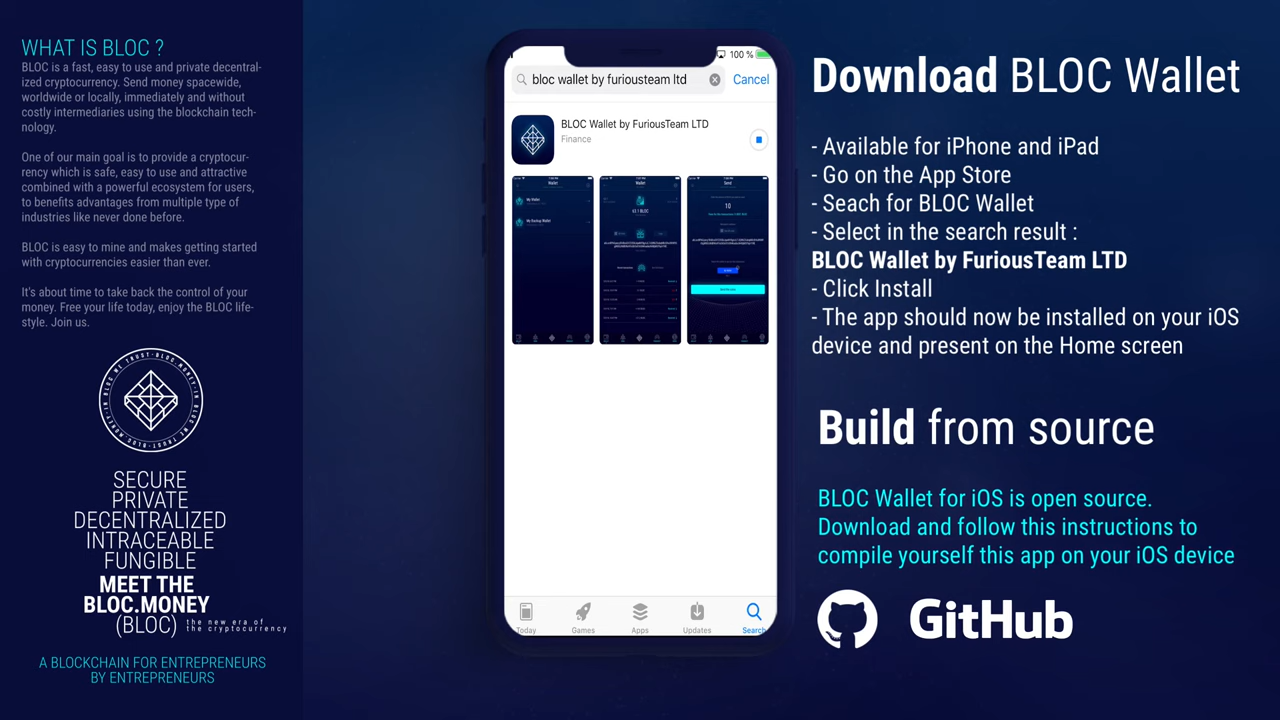 WHAT IS BLOC ?
BLOC is a fast, easy to use and private decentral-
ized cryptocurrency. Send money spacewide,
worldwide or locally, immediately and without
costly intermediaries using the blockchain tech-
nology.
One of our main goal is to provide a cryptocur-
rency which is safe, easy to use and attractive
combined with a powerful ecosystem for users,
to benefits advantages from multiple type of
industries like never done before.
BLOC is easy to mine and makes getting started
with cryptocurrencies easier than ever.
It's about time to take back the control of your
money. Free your life today, enjoy the BLOC life-
style. Join us.
SECURE
PRIVATE
DECENTRALIZED
INTRACEABLE
FUNGIBLE
MEET THE
BLOC.MONEY
(BLOC) the new era of
the cryptocurrency
A BLOCKCHAIN FOR ENTREPRENEURS
BY ENTREPRENEURS
100 %
bloc wallet by furiousteam ltd
Cancel
BLOC Wallet by FuriousTeam LTD
Finance
Wallet
My Wallet
My Backup Wallet
Wallet
Send
10
Today
Games
Apps
Updates
Search
Download BLOC Wallet
- Available for iPhone and iPad
- Go on the App Store
- Seach for BLOC Wallet
- Select in the search result :
BLOC Wallet by FuriousTeam LTD
- Click Install
- The app should now be installed on your iOS
device and present on the Home screen
Build from source
BLOC Wallet for iOS is open source.
Download and follow this instructions to
compile yourself this app on your iOS device
GitHub